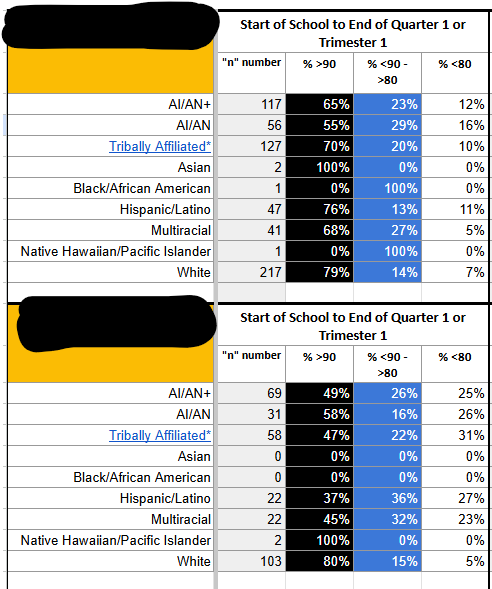 Start of School to End of Quarter 1 or
Trimester 1
"n" number % >90 % <90 - >80 % <80
AI/AN+ 117 65% 23% 12%
AI/AN 56 55% 29% 16%
Tribally Affiliated* 127 70% 20% 10%
Asian 2 100% 0% 0%
Black/African American 1 0% 100% 0%
Hispanic/Latino 47 76% 13% 11%
Multiracial 41 68% 27% 5%
Native Hawaiian/Pacific Islander 1 0% 100% 0%
White 217 79% 14% 7%
Start of School to End of Quarter 1 or
Trimester 1
"n" number % >90 % <90 - >80 % <80
AI/AN+ 69 49% 26% 25%
AI/AN 31 58% 16% 26%
Tribally Affiliated* 58 47% 22% 31%
Asian 0 0% 0% 0%
Black/African American 0 0% 0% 0%
Hispanic/Latino 22 37% 36% 27%
Multiracial 22 45% 32% 23%
Native Hawaiian/Pacific Islander 2 100% 0% 0%
White 103 80% 15% 5%